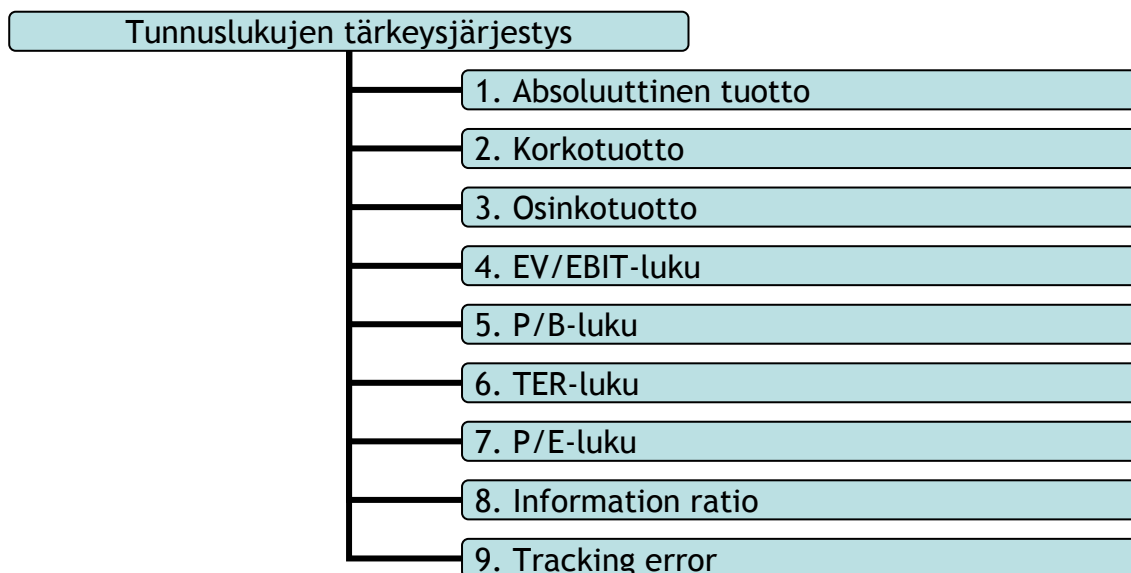 Tunnuslukujen tärkeysjärjestys
1. Absoluuttinen tuotto
2. Korkotuotto
3. Osinkotuotto
4. EV/EBIT-luku
5. P/B-luku
6. TER-luku
7. P/E-luku
8. Information ratio
9. Tracking error